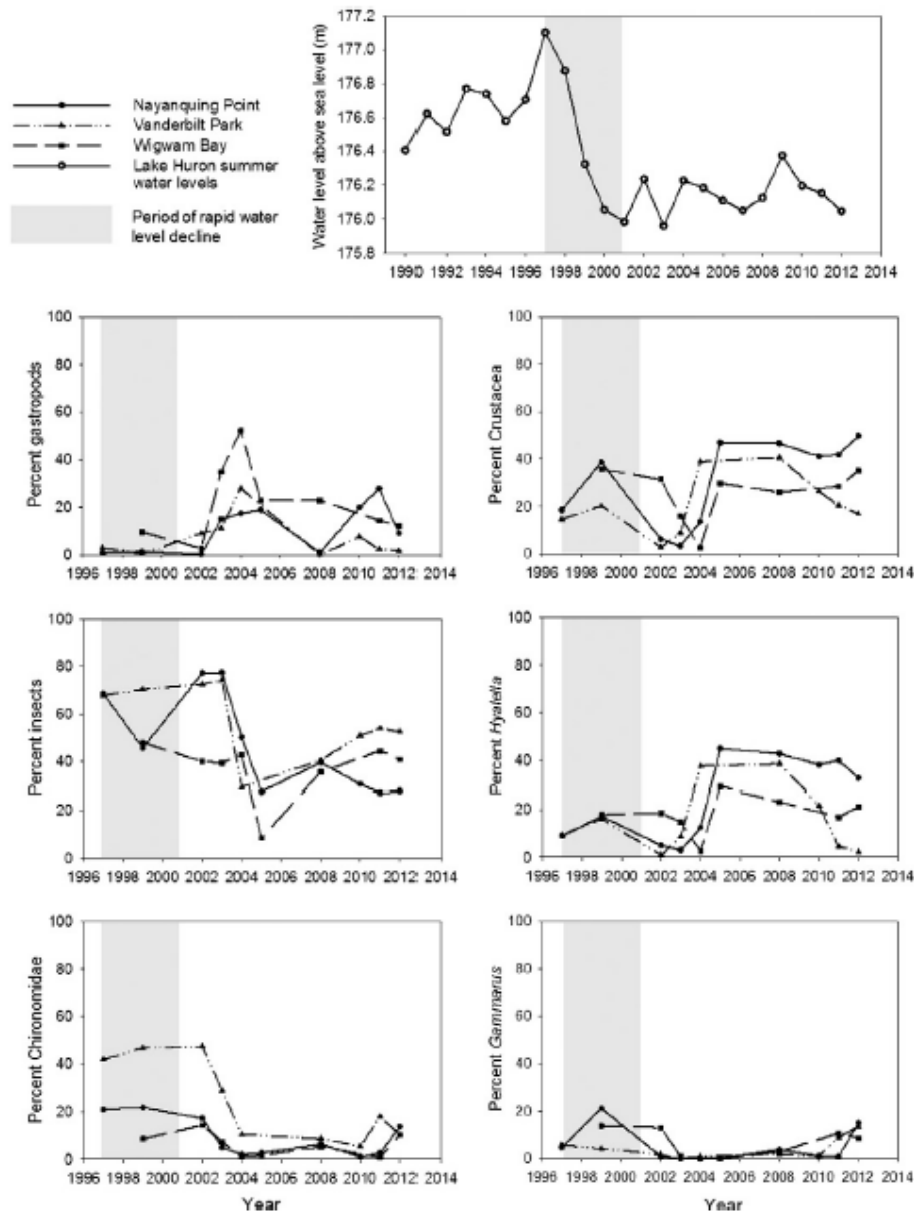 Nayanquing Point
Vanderbilt Park
Wigwam Bay
Lake Huron summer
water levels
Period of rapid water
level decline
Water level above sea level (m)
177.2
177.0
176.8
176.4
176.2
176.0
175.8
1990 1992 1994 1996 1998 2000 2002 2004 2006 2008 2010 2012 2014
Percent gastropods
100
80
60
40
20
0
1996 1998 2000 2002 2004 2006 2008 2010 2012 2014
Percent Crustacea
100
80
60
40
20
0
1996 1998 2000 2002 2004 2006 2008 2010 2012 2014
Percent insects
100
80
60
40
20
0
1996 1998 2000 2002 2004 2006 2008 2010 2012 2014
Percent Hyalella
100
80
60
40
20
0
1996 1998 2000 2002 2004 2006 2008 2010 2012 2014
Percent Chironomidae
100
80
60
40
20
0
1996 1998 2000 2002 2004 2006 2008 2010 2012 2014
Year
Percent Gammarus
100
80
60
40
20
0
1996 1998 2000 2002 2004 2006 2008 2010 2012 2014
Year